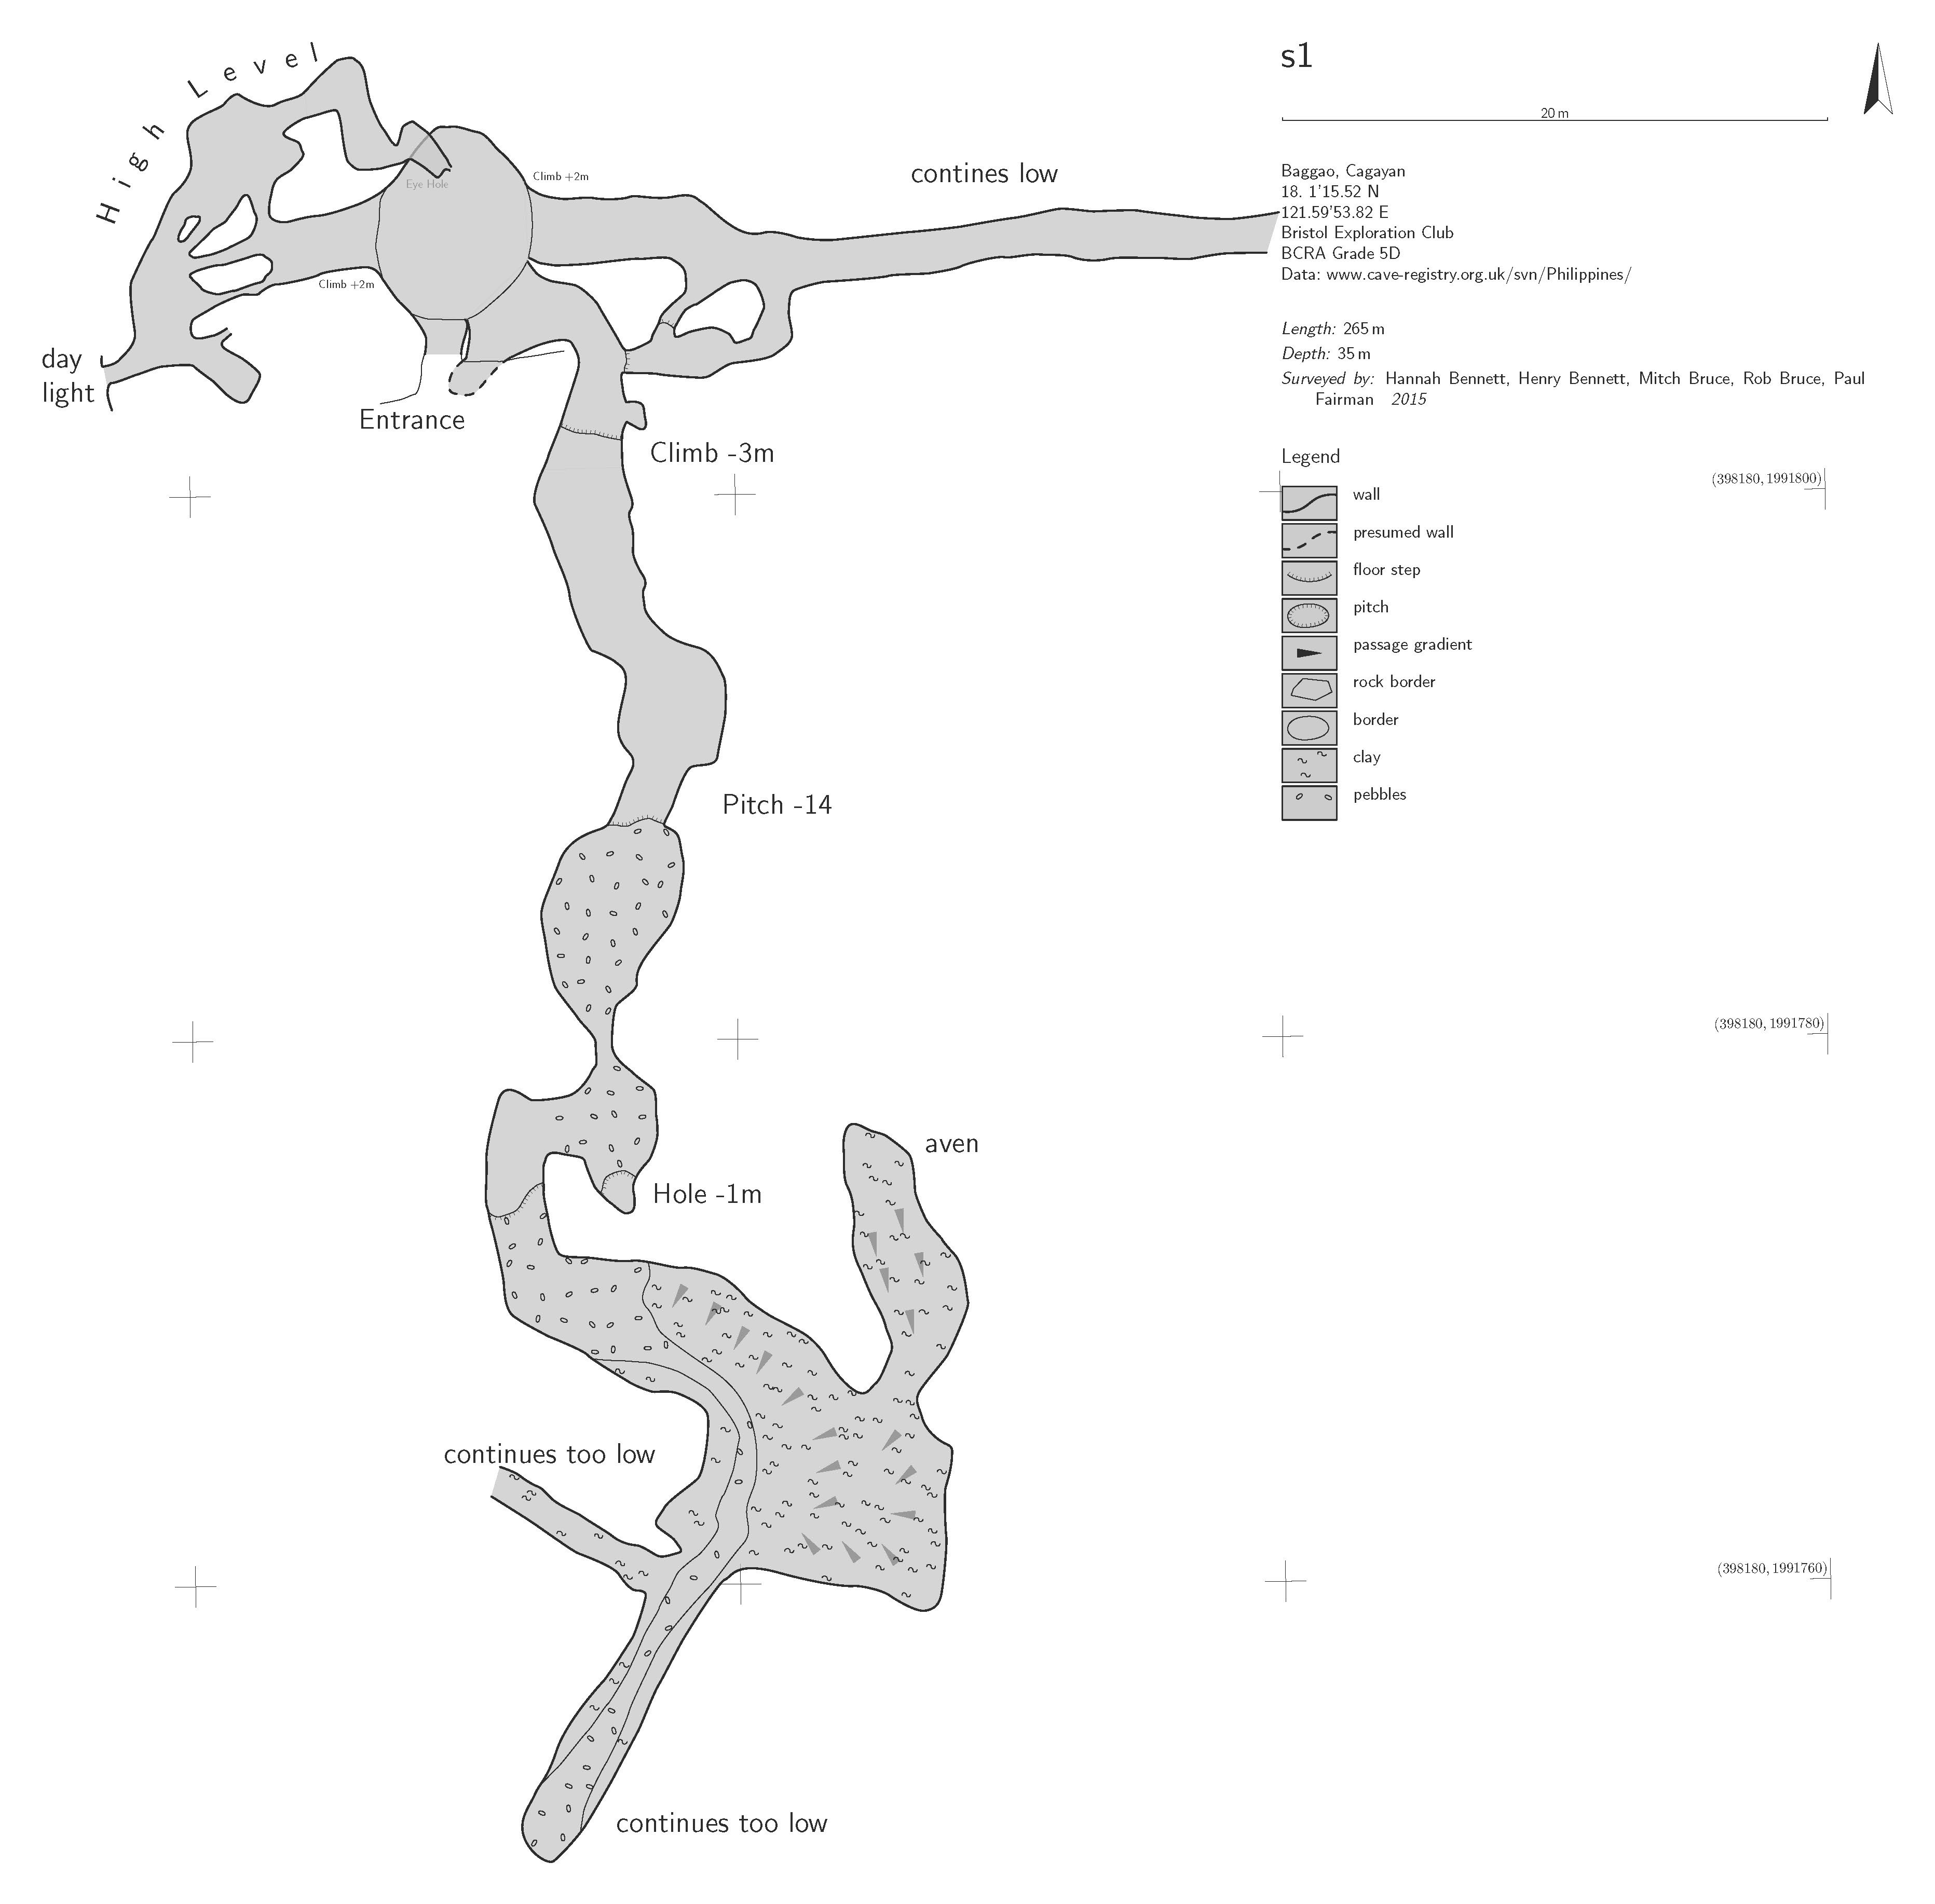 s1
20 m
High Level
Eye Hole
Climb +2m
contines low
Climb +2m
day
light
Entrance
Climb -3m
Pitch -14
Hole -1m
aven
continues too low
continues too low
Baggao, Cagayan
18. 1'15.52 N
121.59'53.82 E
Bristol Exploration Club
BCRA Grade 5D
Data: www.cave-registry.org.uk/svn/Philippines/
Length: 265 m
Depth: 35 m
Surveyed by: Hannah Bennett, Henry Bennett, Mitch Bruce, Rob Bruce, Paul
Fairman 2015
Legend
wall
presumed wall
floor step
pitch
passage gradient
rock border
border
clay
pebbles
(398180, 1991800)
(398180, 1991780)
(398180, 1991760)